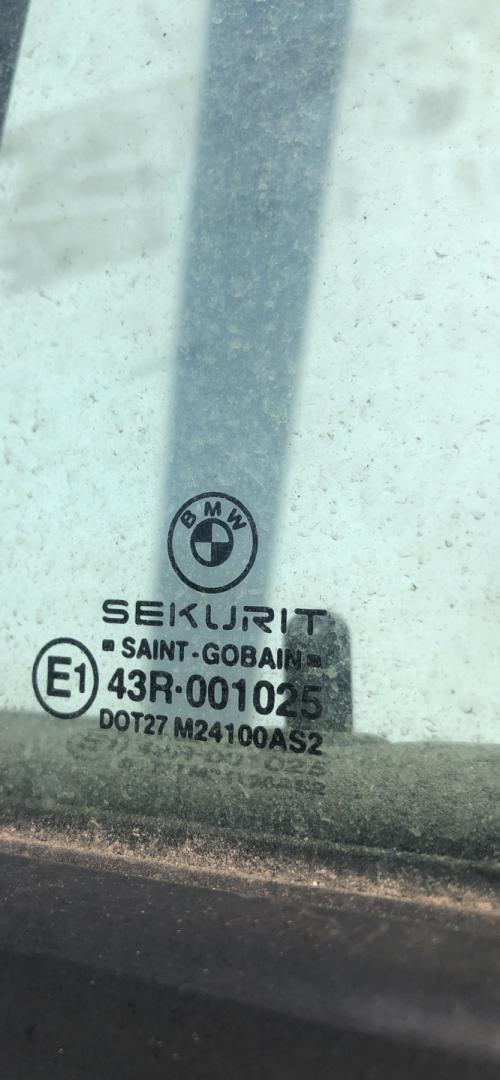 BMW
SEKURIT
SAINT-GOBAIN
E1 43R·001025
DOT27 M24100AS2